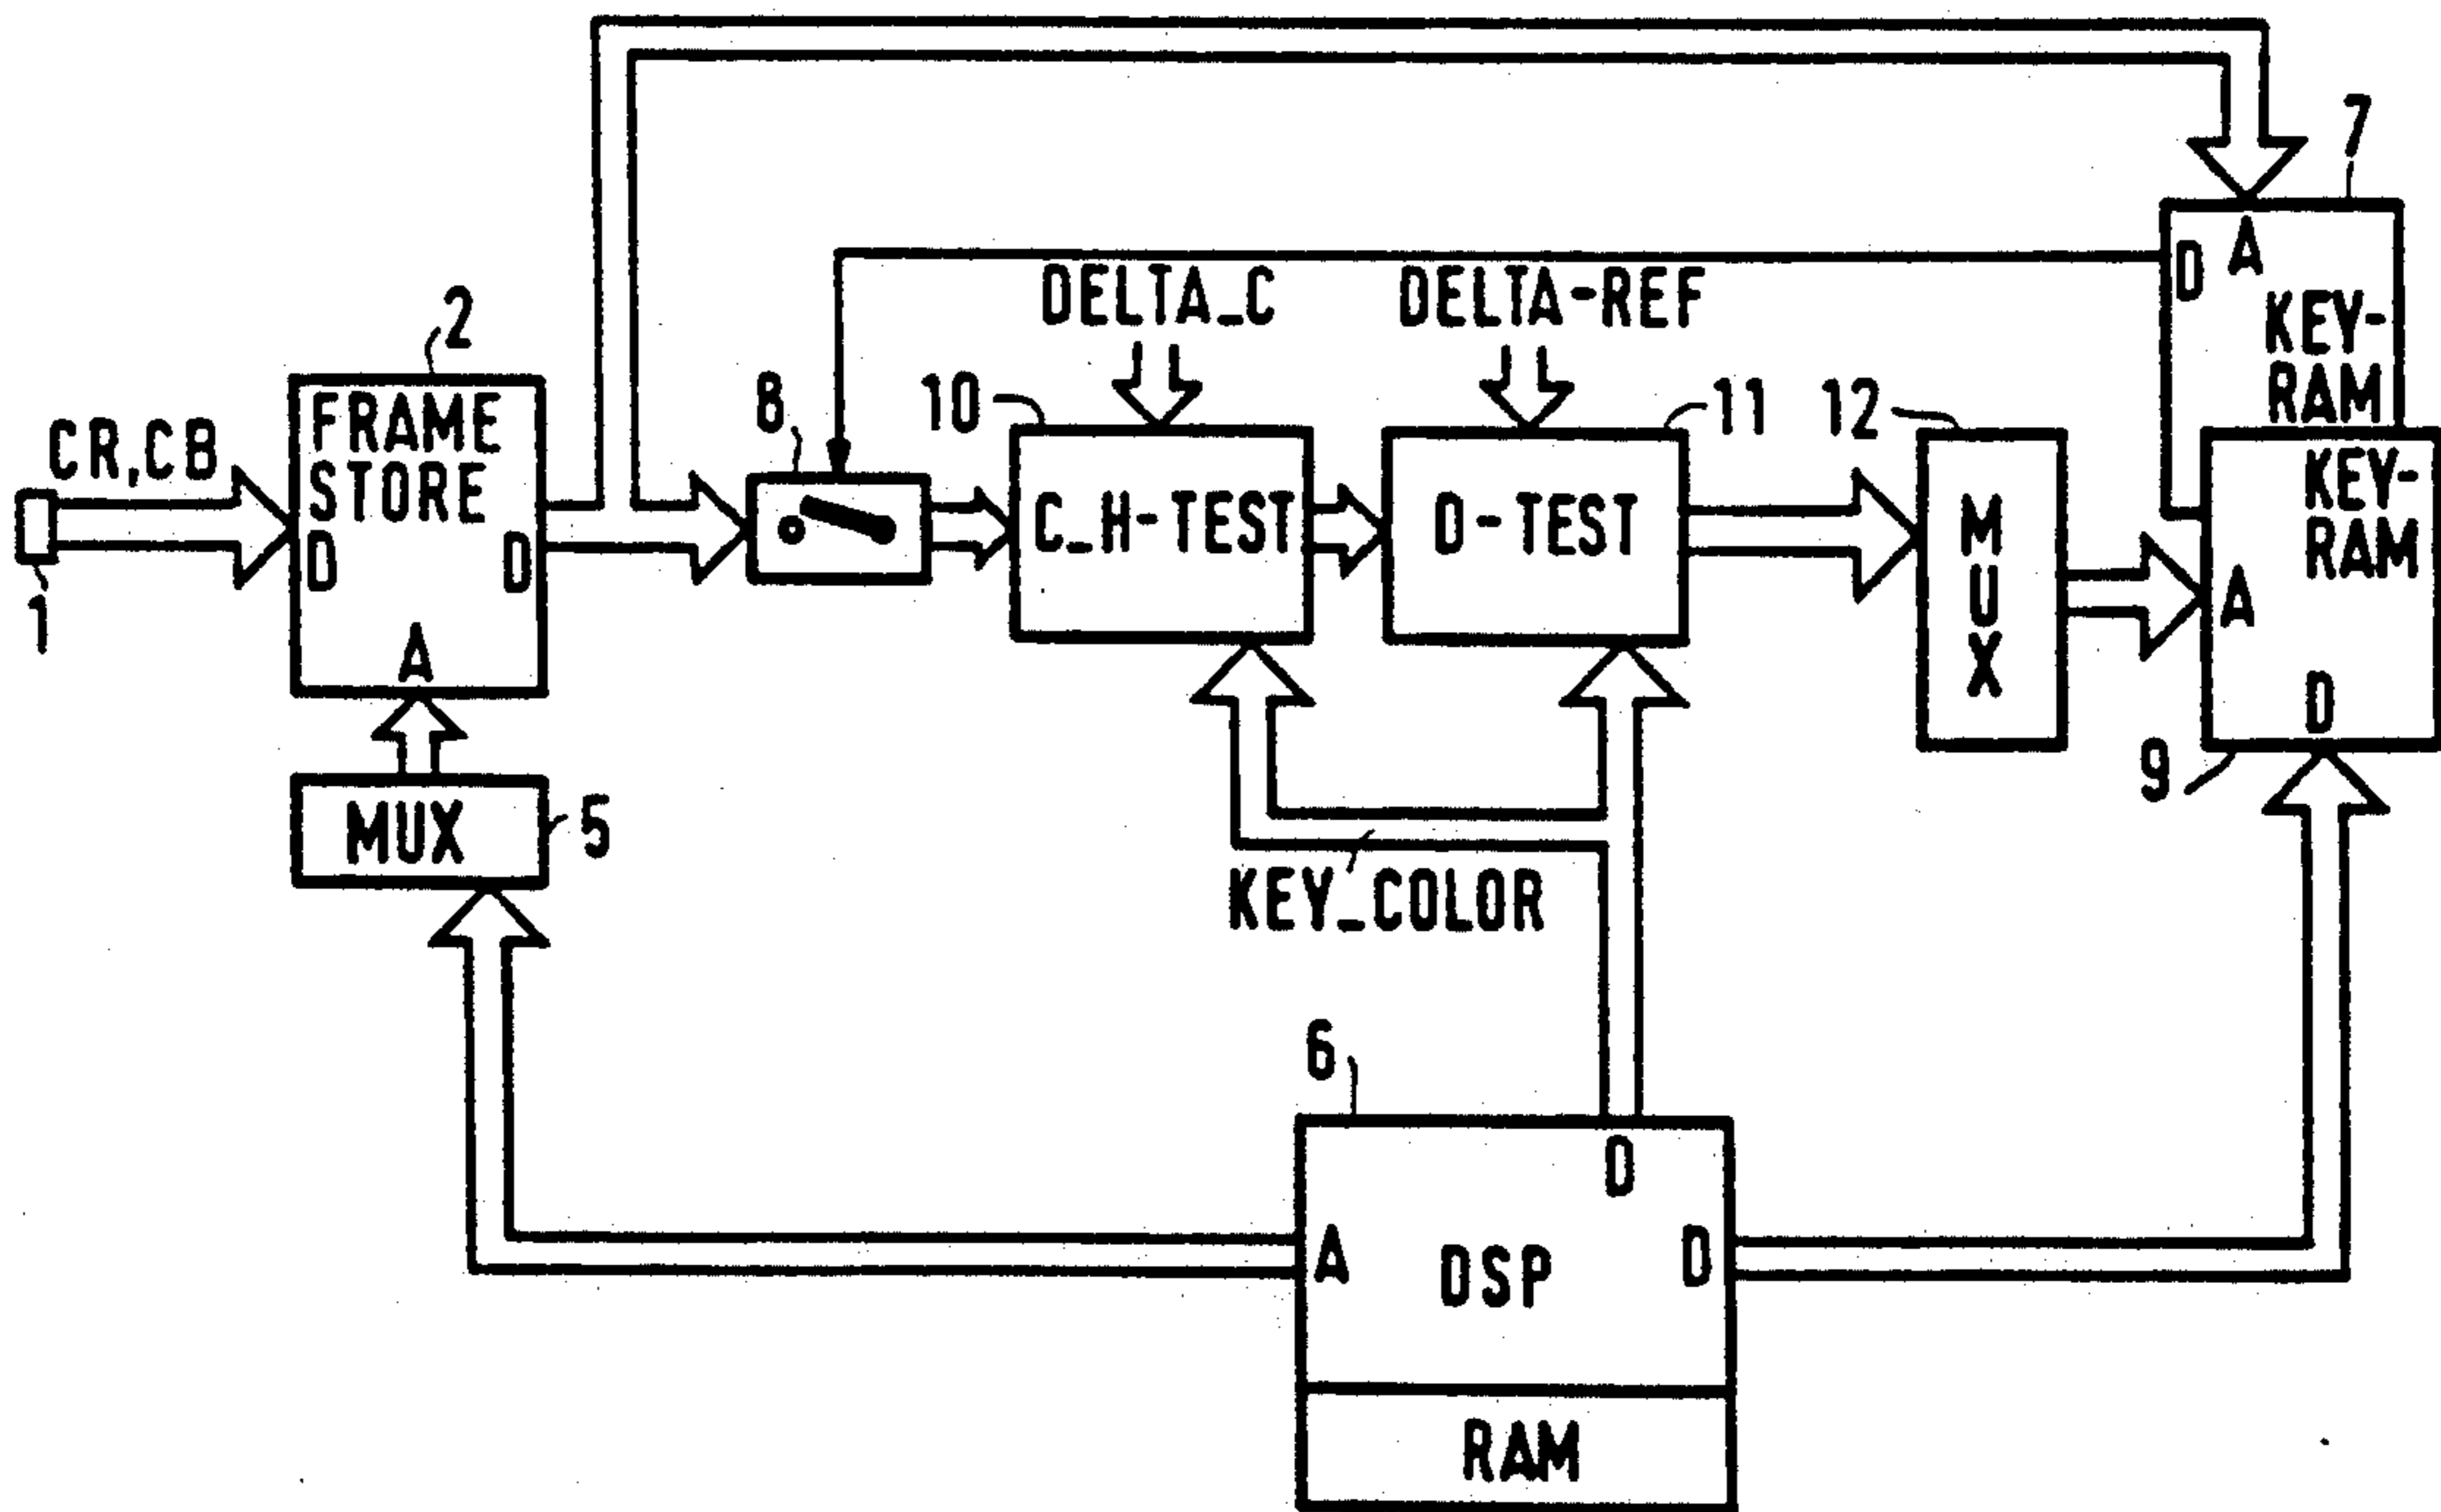 7
D A
KEY-
RAM
DELTA_C
DELTA-REF
2
8
10
11
12
CR,CB
FRAME
STORE
D
D
A
1
C_H-TEST
D-TEST
MUX
KEY-
RAM
A
D
9
MUX
5
KEY_COLOR
6
D
A
DSP
D
RAM